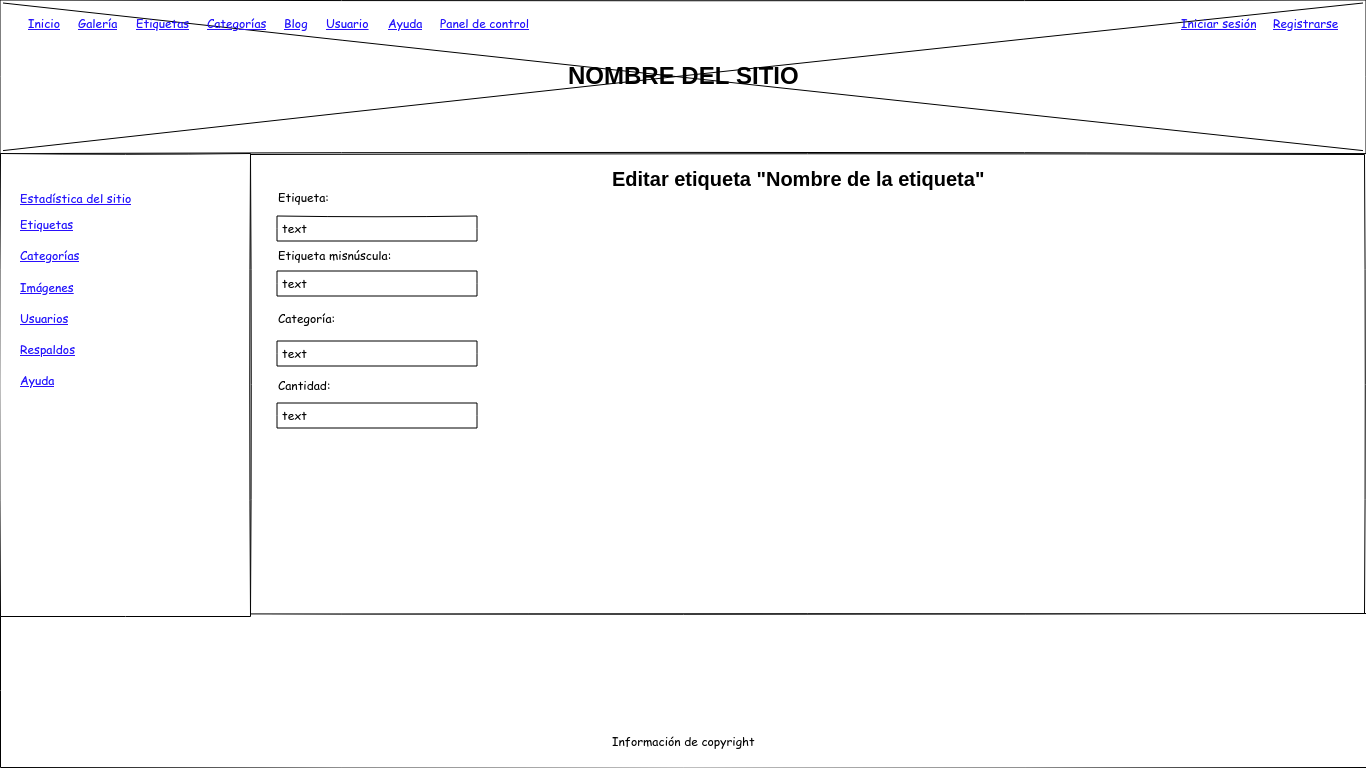 Inicio Galería Etiquetas Categorías Blog Usuario Ayuda Panel de control Iniciar sesión Registrarse
NOMBRE DEL SITIO
Estadística del sitio
Etiquetas
Categorías
Imágenes
Usuarios
Respaldos
Ayuda
Editar etiqueta "Nombre de la etiqueta"
Etiqueta:
text
Etiqueta misnúscula:
text
Categoría:
text
Cantidad:
text
Información de copyright